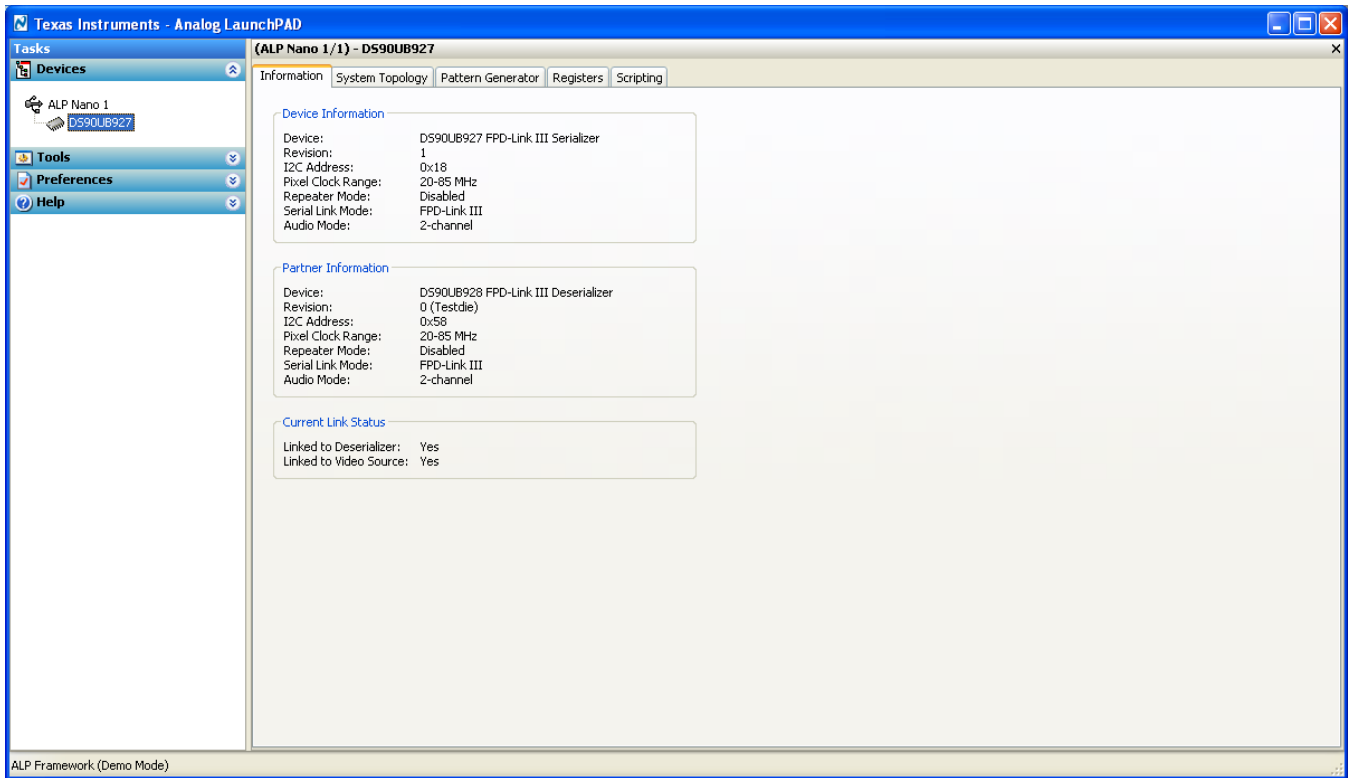 Texas Instruments - Analog LaunchPAD
Tasks
(ALP Nano 1/1) - DS90UB927
Devices
ALP Nano 1
DS90UB927
Tools
Preferences
Help
Information System Topology Pattern Generator Registers Scripting
Device Information
Device: DS90UB927 FPD-Link III Serializer
Revision: 1
I2C Address: 0x18
Pixel Clock Range: 20-85 MHz
Repeater Mode: Disabled
Serial Link Mode: FPD-Link III
Audio Mode: 2-channel
Partner Information
Device: DS90UB928 FPD-Link III Deserializer
Revision: 0 (Testdie)
I2C Address: 0x58
Pixel Clock Range: 20-85 MHz
Repeater Mode: Disabled
Serial Link Mode: FPD-Link III
Audio Mode: 2-channel
Current Link Status
Linked to Deserializer: Yes
Linked to Video Source: Yes
ALP Framework (Demo Mode)